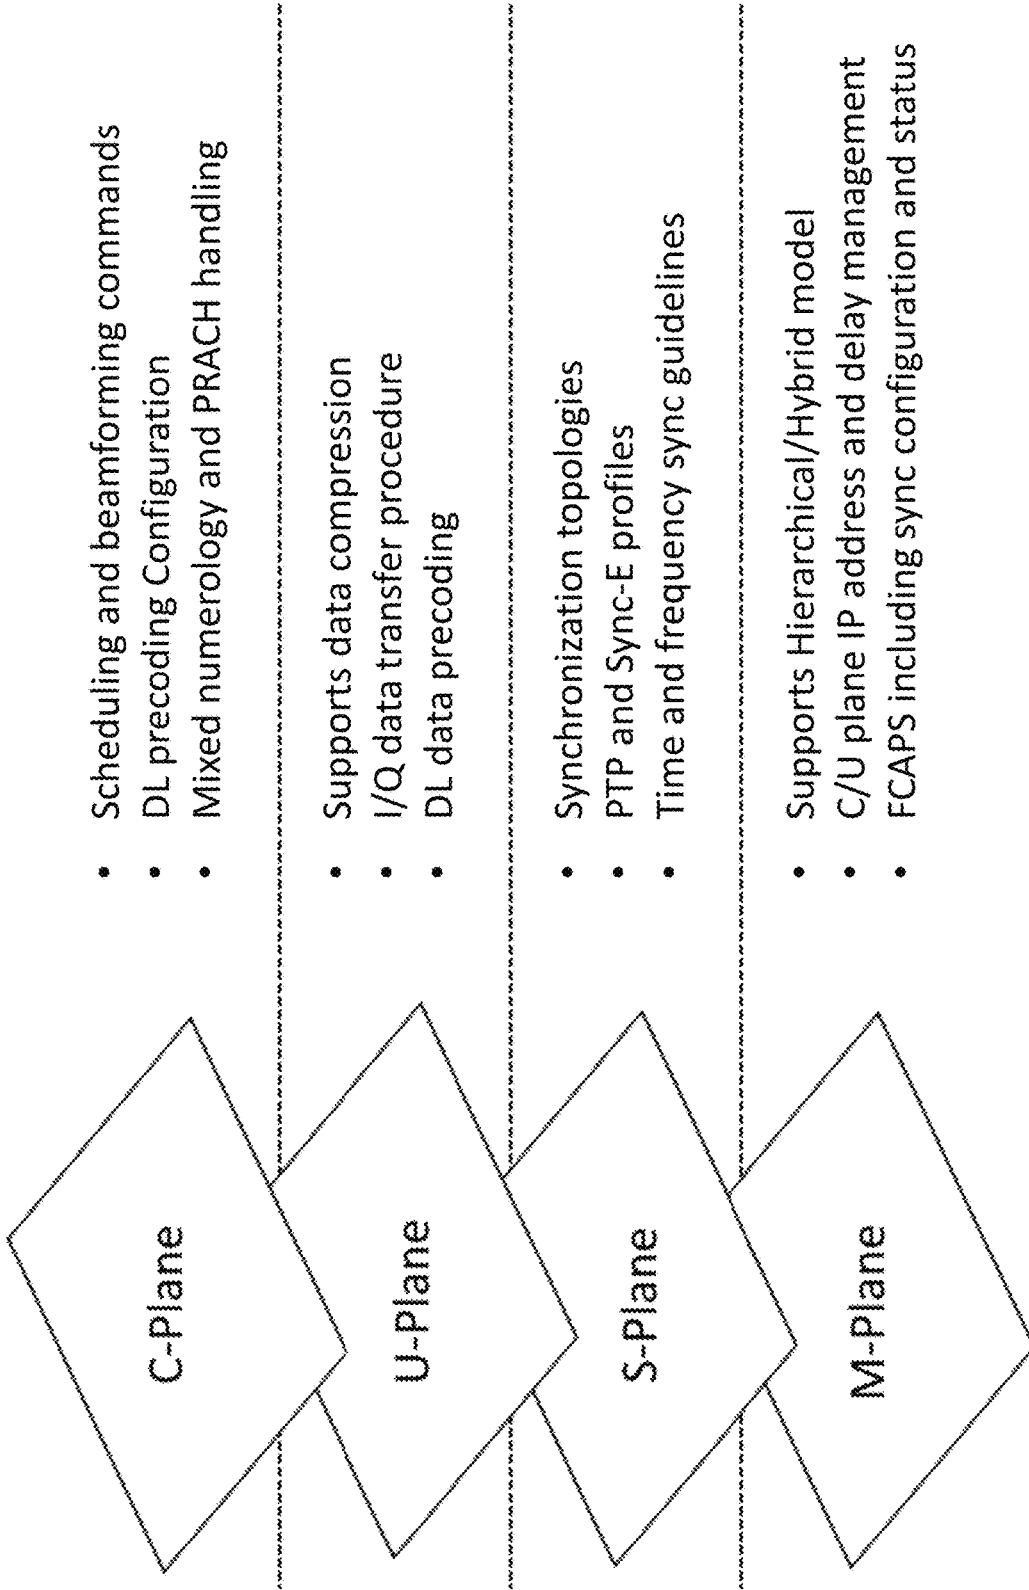 C-Plane
• Scheduling and beamforming commands
• DL precoding Configuration
• Mixed numerology and PRACH handling
U-Plane
• Supports data compression
• I/Q data transfer procedure
• DL data precoding
S-Plane
• Synchronization topologies
• PTP and Sync-E profiles
• Time and frequency sync guidelines
M-Plane
• Supports Hierarchical/Hybrid model
• C/U plane IP address and delay management
• FCAPS including sync configuration and status